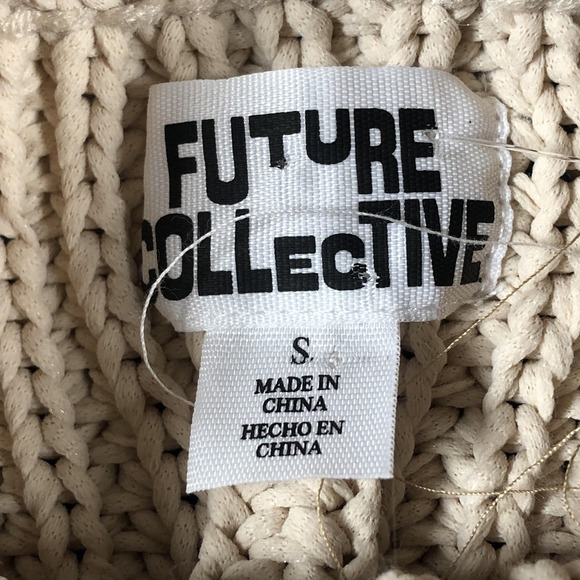 FUTURE
COLLECTIVE
S
MADE IN
CHINA
HECHO EN
CHINA